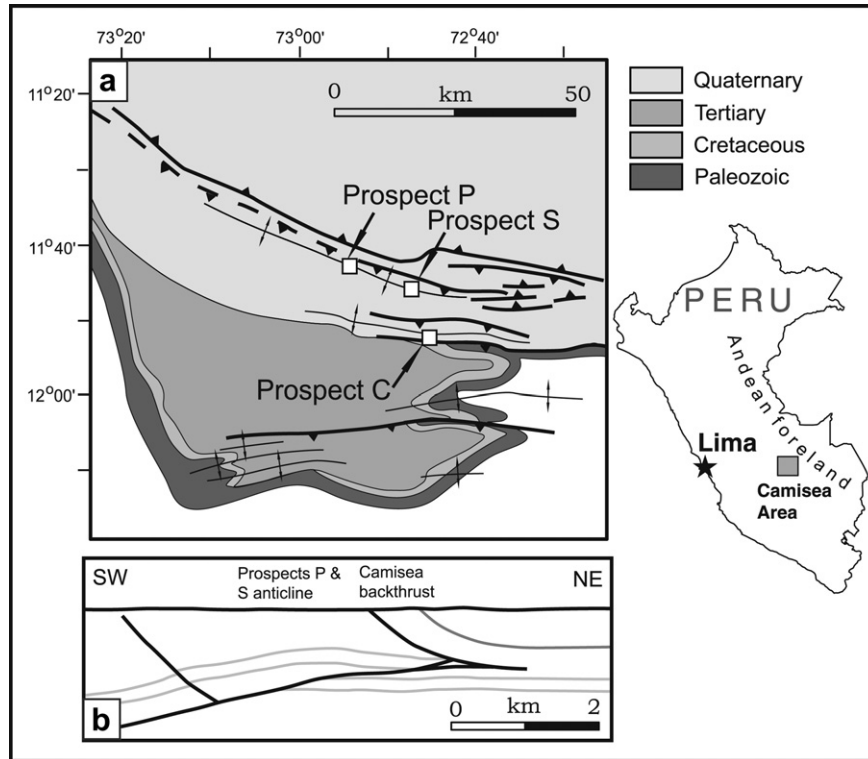 73°20' 73°00' 72°40'
a
11°20'
11°40'
12°00'
0 km 50
Prospect P
Prospect S
Prospect C
Quaternary
Tertiary
Cretaceous
Paleozoic
PERU
Andean foreland
Lima
Camisea
Area
SW
Prospects P &
S anticline
Camisea
backthrust
NE
b
0 km 2